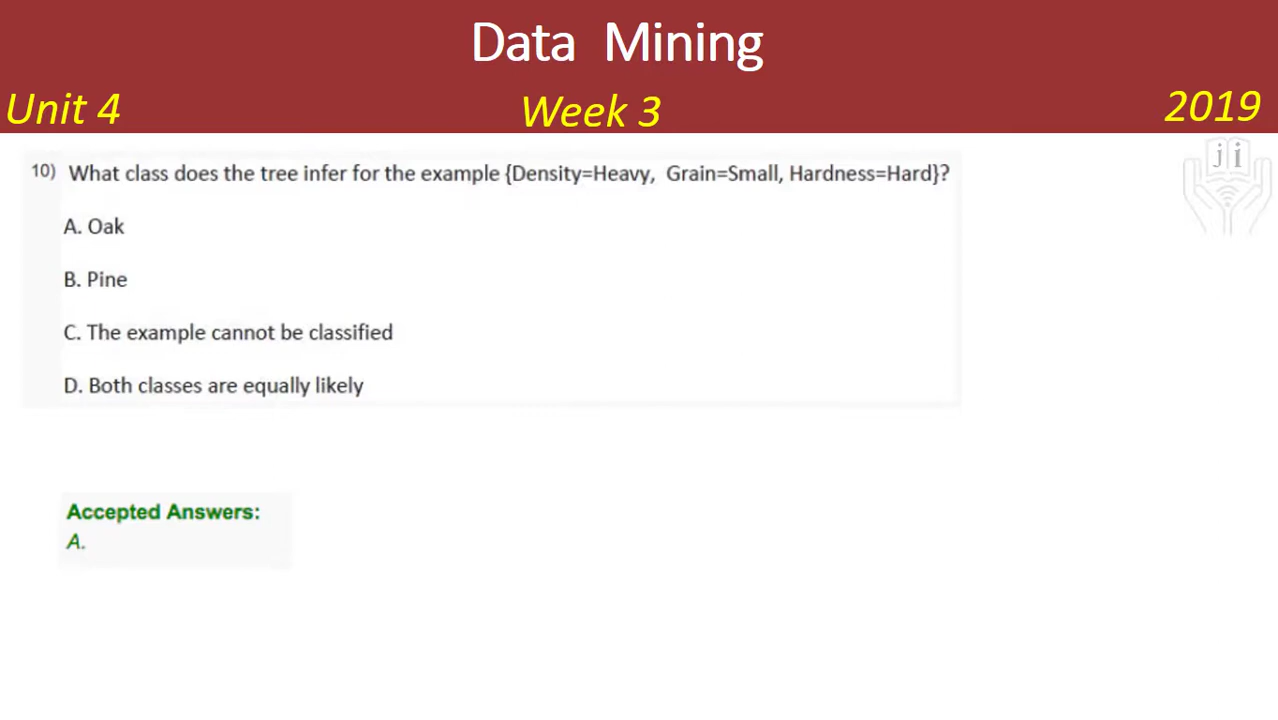 Data Mining
Unit 4 Week 3 2019
10) What class does the tree infer for the example {Density=Heavy, Grain=Small, Hardness=Hard}?
A. Oak
B. Pine
C. The example cannot be classified
D. Both classes are equally likely
Accepted Answers:
A.
j i